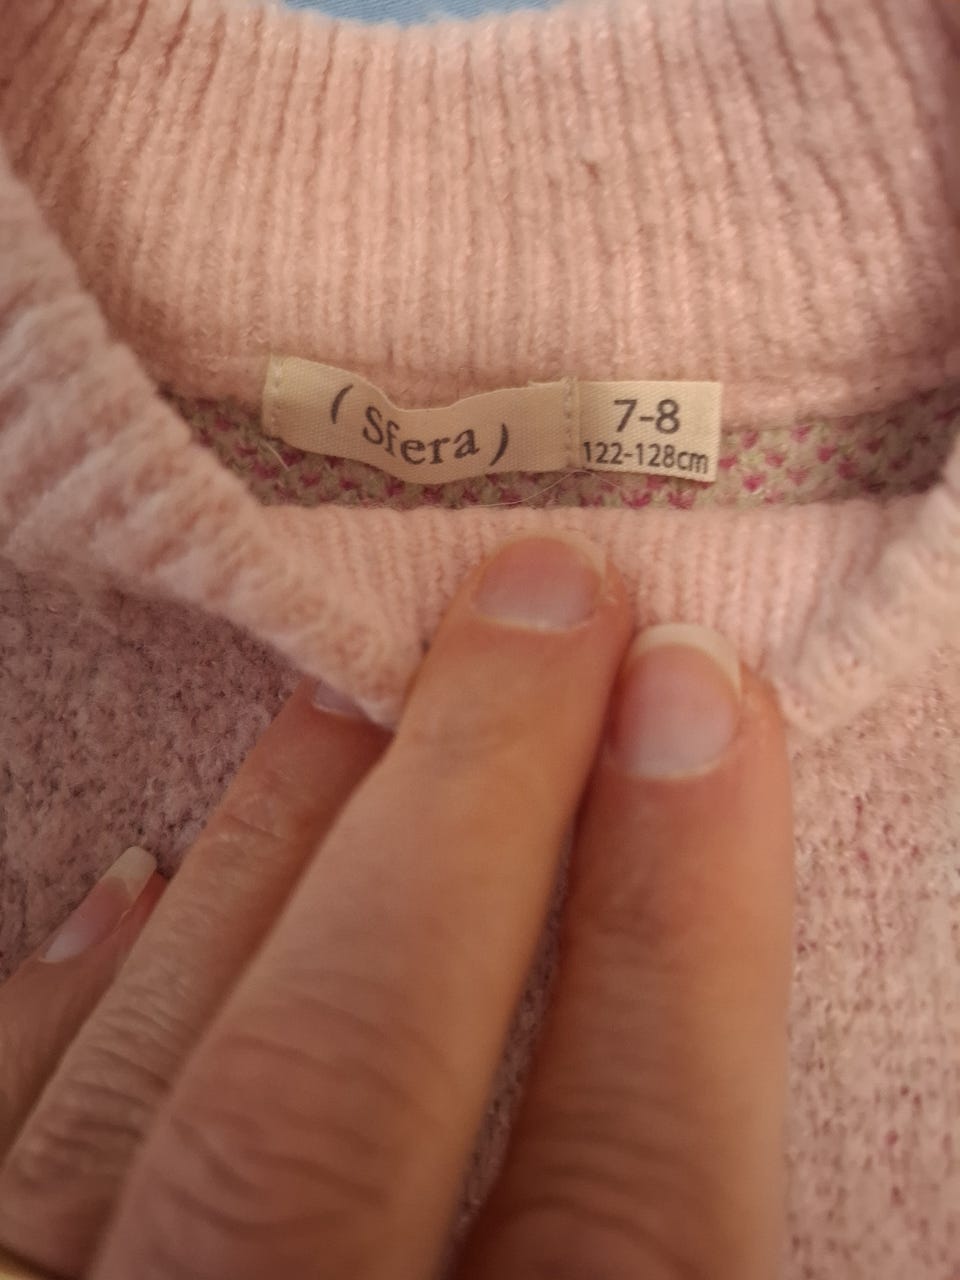 ( Sfera )
7-8
122-128cm